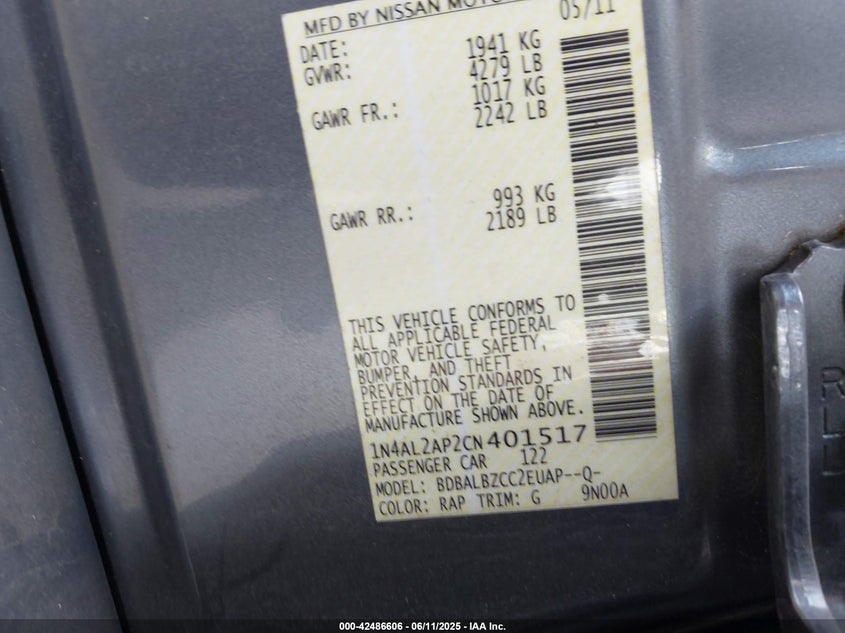 MFD BY NISSAN MOTOR
DATE: 05/11
GVWR: 1941 KG
4279 LB
GAWR FR.: 1017 KG
2242 LB
GAWR RR.: 993 KG
2189 LB
THIS VEHICLE CONFORMS TO
ALL APPLICABLE FEDERAL
MOTOR VEHICLE SAFETY,
BUMPER, AND THEFT
PREVENTION STANDARDS IN
EFFECT ON THE DATE OF
MANUFACTURE SHOWN ABOVE.
1N4AL2AP2CN401517
PASSENGER CAR 122
MODEL: BDBALBZCC2EUAP--Q-
COLOR: RAP TRIM: G 9N00A
000-42486606 - 06/11/2025 - IAA Inc.